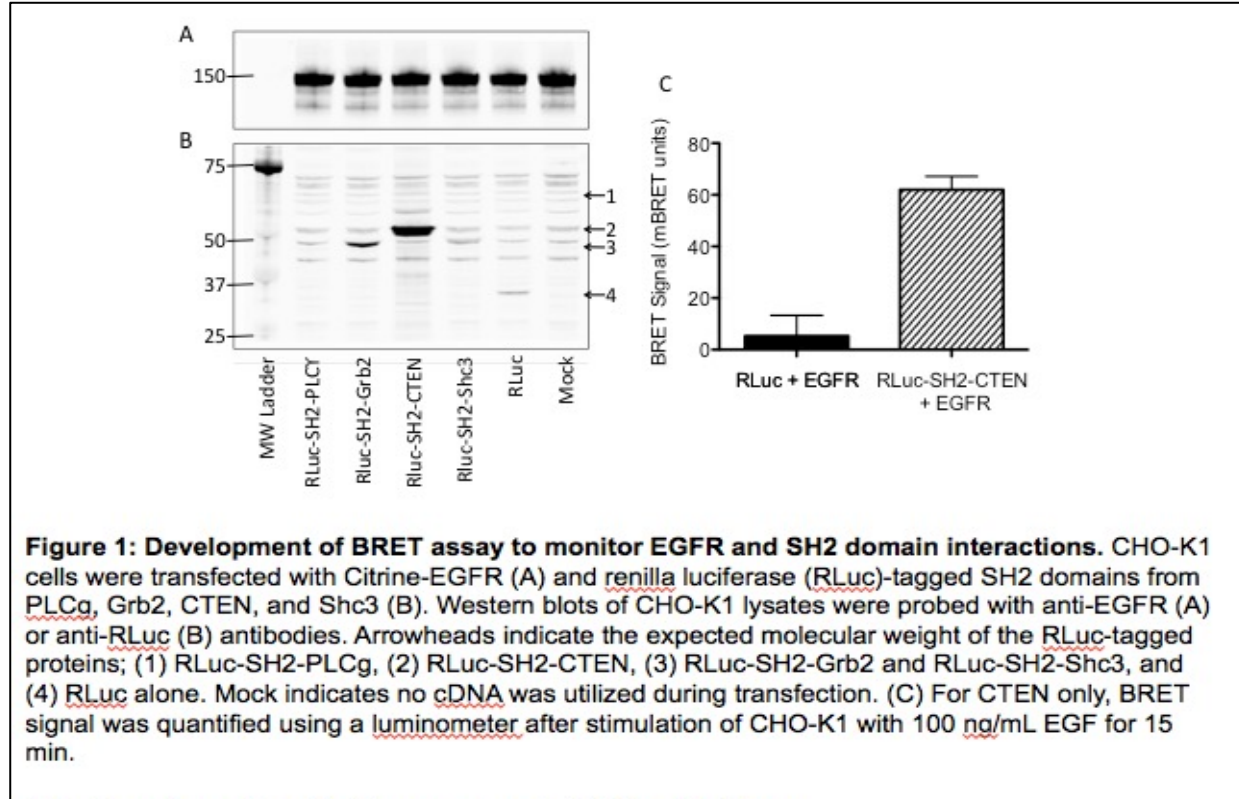 A
150
B
75
50
37
25
1
2
3
4
MW Ladder
RLuc-SH2-PLCY
Rluc-SH2-Grb2
Rluc-SH2-CTEN
Rluc-SH2-Shc3
RLuc
Mock
C
BRET Signal (mBRET units)
80
60
40
20
0
RLuc + EGFR
RLuc-SH2-CTEN
+ EGFR
Figure 1: Development of BRET assay to monitor EGFR and SH2 domain interactions. CHO-K1
cells were transfected with Citrine-EGFR (A) and renilla luciferase (RLuc)-tagged SH2 domains from
PLCg, Grb2, CTEN, and Shc3 (B). Western blots of CHO-K1 lysates were probed with anti-EGFR (A)
or anti-RLuc (B) antibodies. Arrowheads indicate the expected molecular weight of the RLuc-tagged
proteins; (1) RLuc-SH2-PLCg, (2) RLuc-SH2-CTEN, (3) RLuc-SH2-Grb2 and RLuc-SH2-Shc3, and
(4) RLuc alone. Mock indicates no cDNA was utilized during transfection. (C) For CTEN only, BRET
signal was quantified using a luminometer after stimulation of CHO-K1 with 100 ng/mL EGF for 15
min.